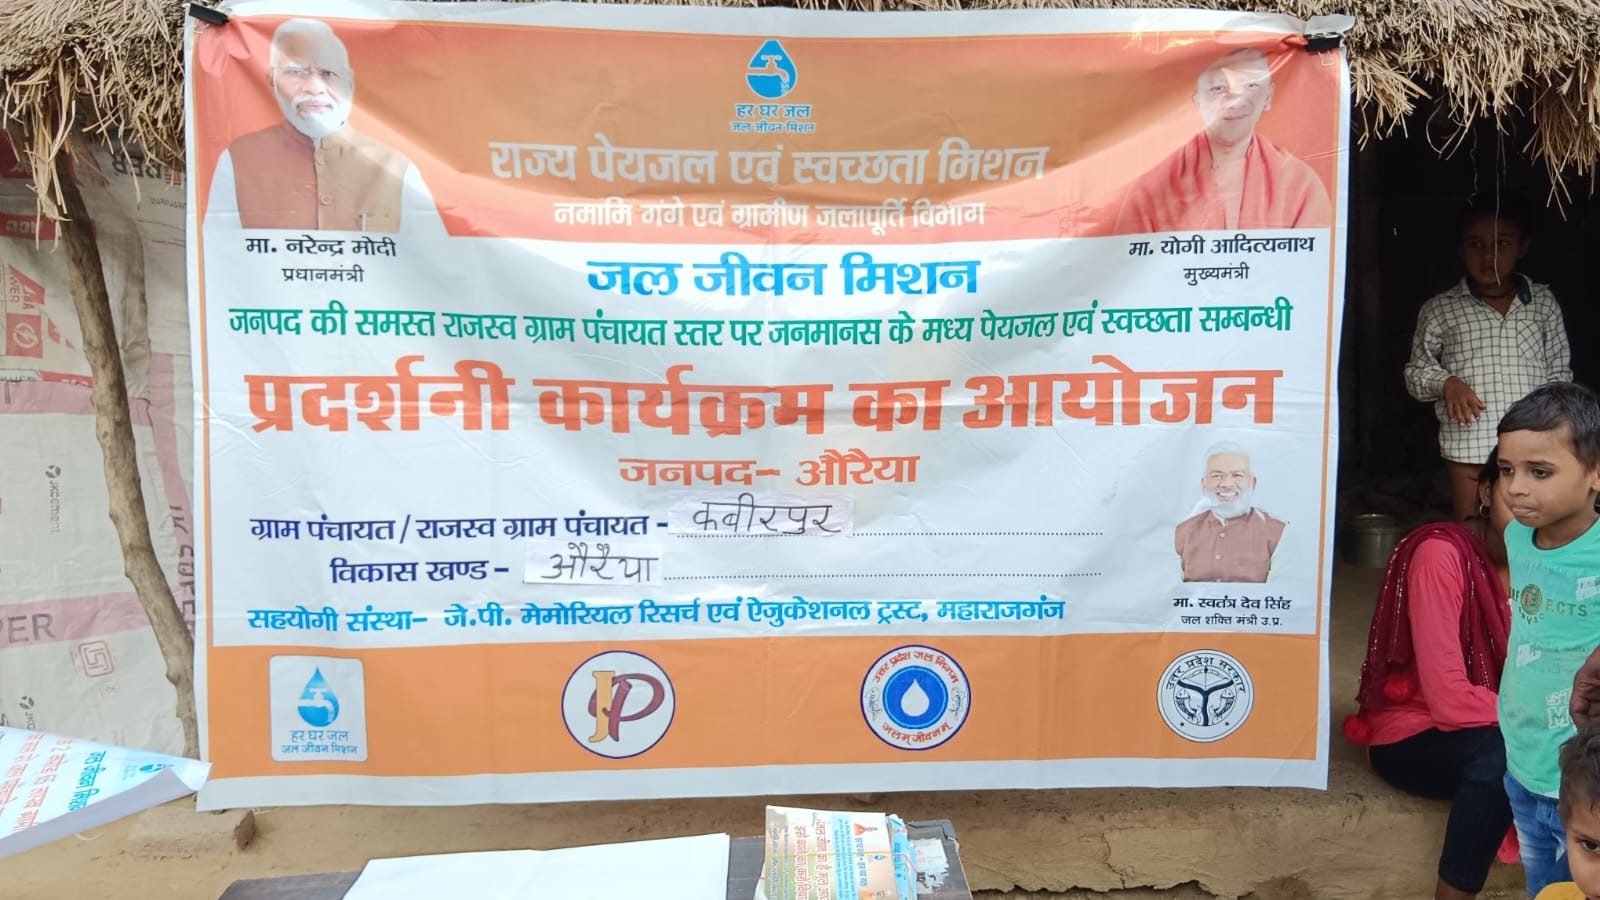 हर घर जल
जल जीवन मिशन
राज्य पेयजल एवं स्वच्छता मिशन
नमामि गंगे एवं ग्रामीण जलापूर्ति विभाग
मा. नरेन्द्र मोदी
प्रधानमंत्री
मा. योगी आदित्यनाथ
मुख्यमंत्री
जल जीवन मिशन
जनपद की समस्त राजस्व ग्राम पंचायत स्तर पर जनमानस के मध्य पेयजल एवं स्वच्छता सम्बन्धी
प्रदर्शनी कार्यक्रम का आयोजन
जनपद- औरैया
ग्राम पंचायत / राजस्व ग्राम पंचायत - कबीरपुर
विकास खण्ड - औरैया
मा. स्वतंत्र देव सिंह
जल शक्ति मंत्री उ.प्र.
सहयोगी संस्था- जे.पी. मेमोरियल रिसर्च एवं ऐजुकेशनल ट्रस्ट, महाराजगंज
हर घर जल
जल जीवन मिशन
JP
उत्तर प्रदेश जल निगम
जलम् जीवनम्
उत्तर प्रदेश सरकार
JKcement